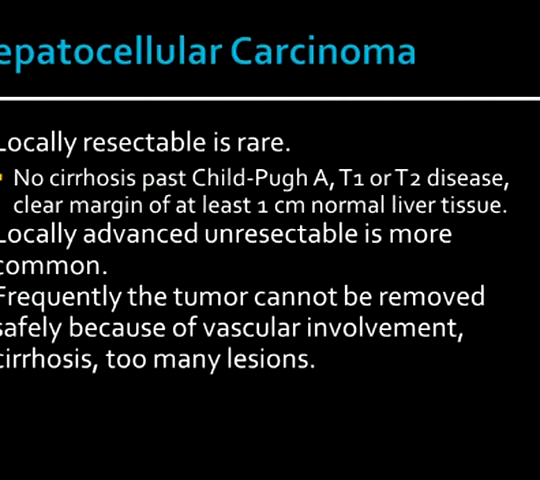 epatocellular Carcinoma
Locally resectable is rare.
No cirrhosis past Child-Pugh A, T1 or T2 disease,
clear margin of at least 1 cm normal liver tissue.
Locally advanced unresectable is more
common.
Frequently the tumor cannot be removed
safely because of vascular involvement,
cirrhosis, too many lesions.